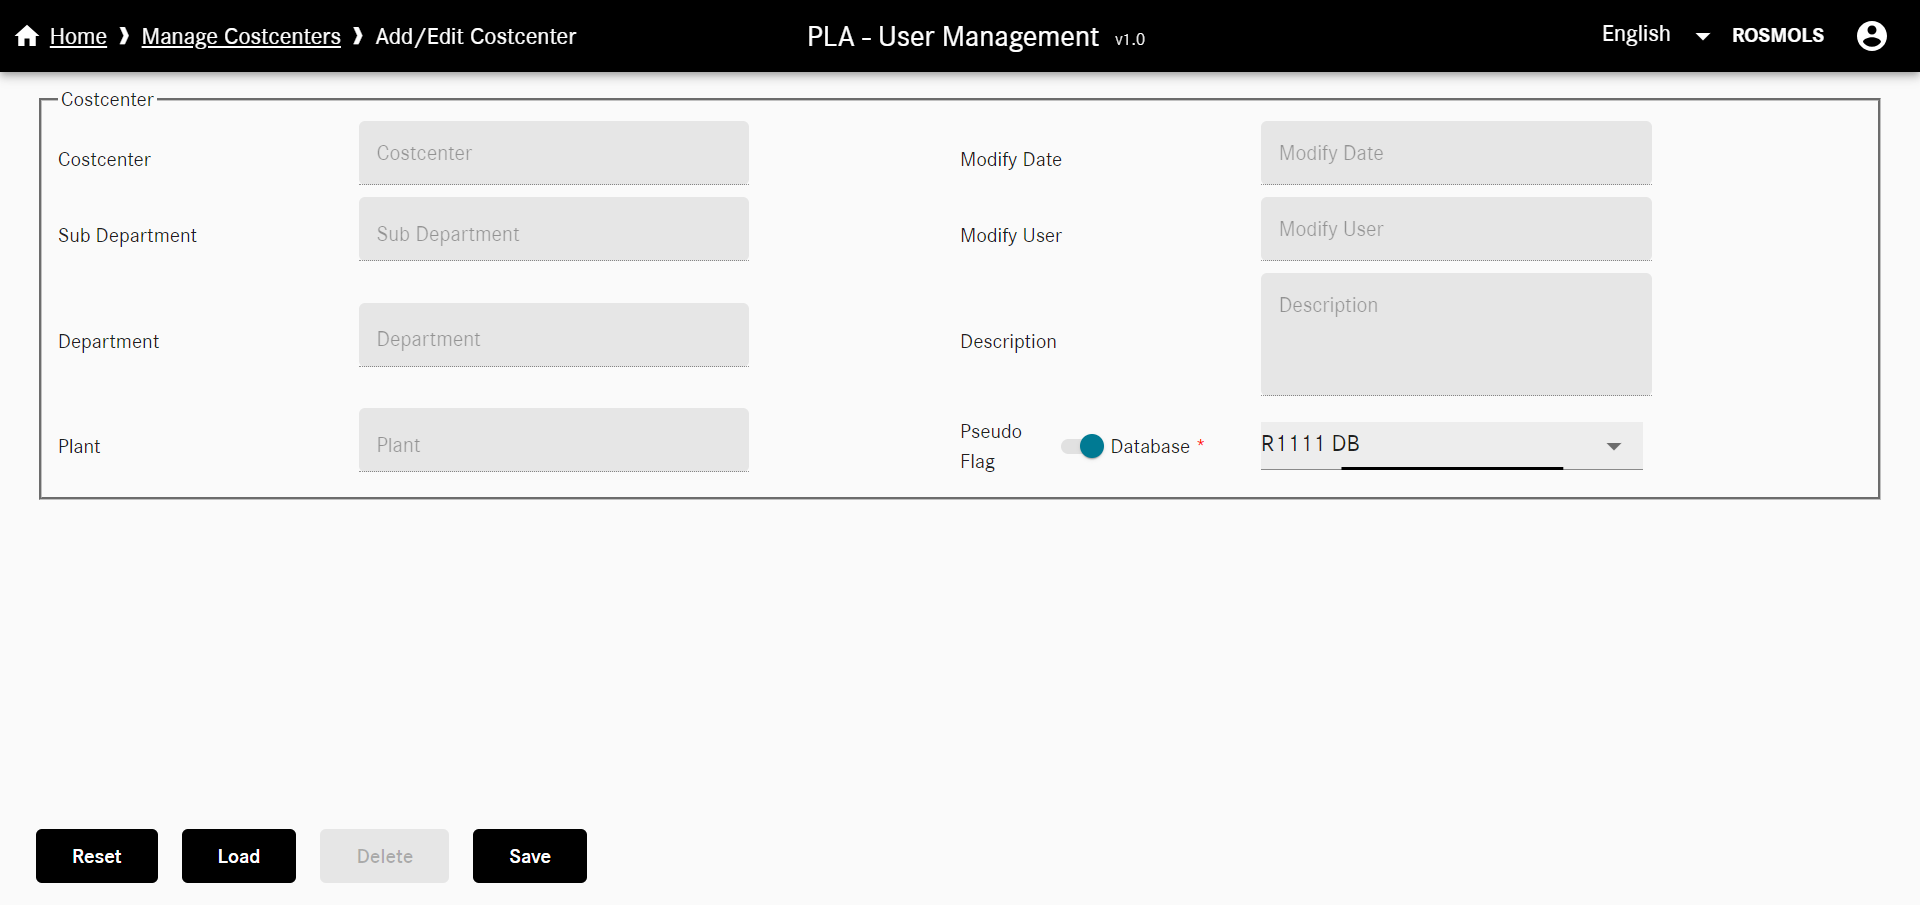 Home ❱ Manage Costcenters ❱ Add/Edit Costcenter
PLA - User Management v1.0
English
ROSMOLS
Costcenter
Costcenter
Costcenter
Modify Date
Modify Date
Sub Department
Sub Department
Modify User
Modify User
Department
Department
Description
Description
Plant
Plant
Pseudo
Flag
Database *
R1111 DB
Reset
Load
Delete
Save